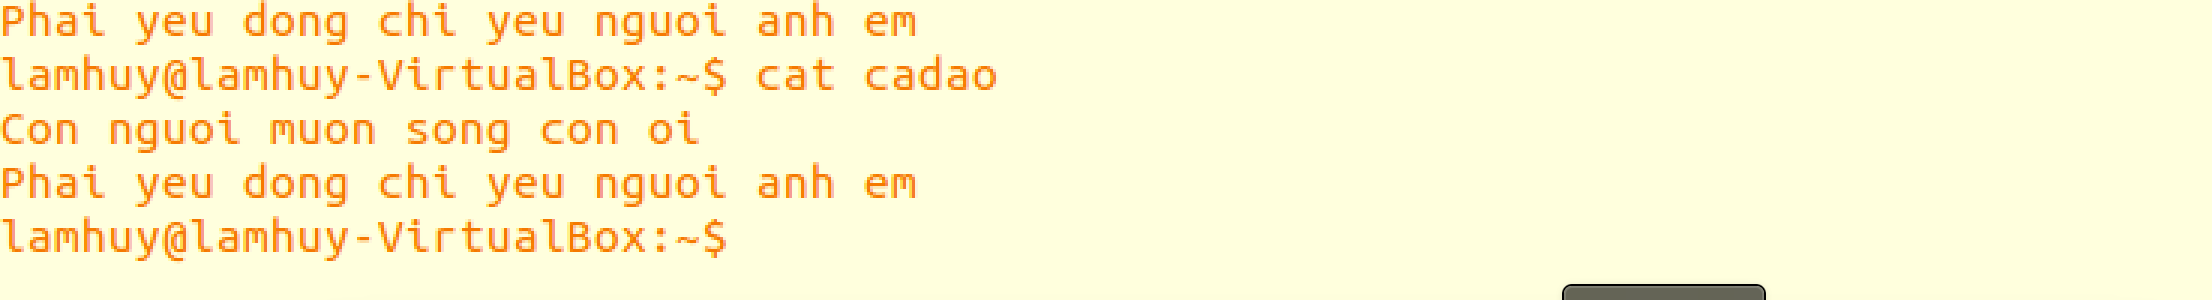 Phai yeu dong chi yeu nguoi anh em
lamhuy@lamhuy-VirtualBox:~$ cat cadao
Con nguoi muon song con oi
Phai yeu dong chi yeu nguoi anh em
lamhuy@lamhuy-VirtualBox:~$